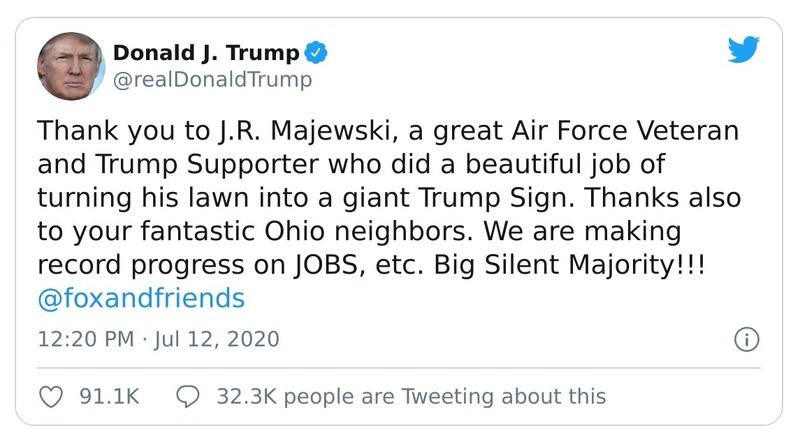 Donald J. Trump
@realDonaldTrump
Thank you to J.R. Majewski, a great Air Force Veteran
and Trump Supporter who did a beautiful job of
turning his lawn into a giant Trump Sign. Thanks also
to your fantastic Ohio neighbors. We are making
record progress on JOBS, etc. Big Silent Majority!!!
@foxandfriends
12:20 PM · Jul 12, 2020
91.1K 32.3K people are Tweeting about this